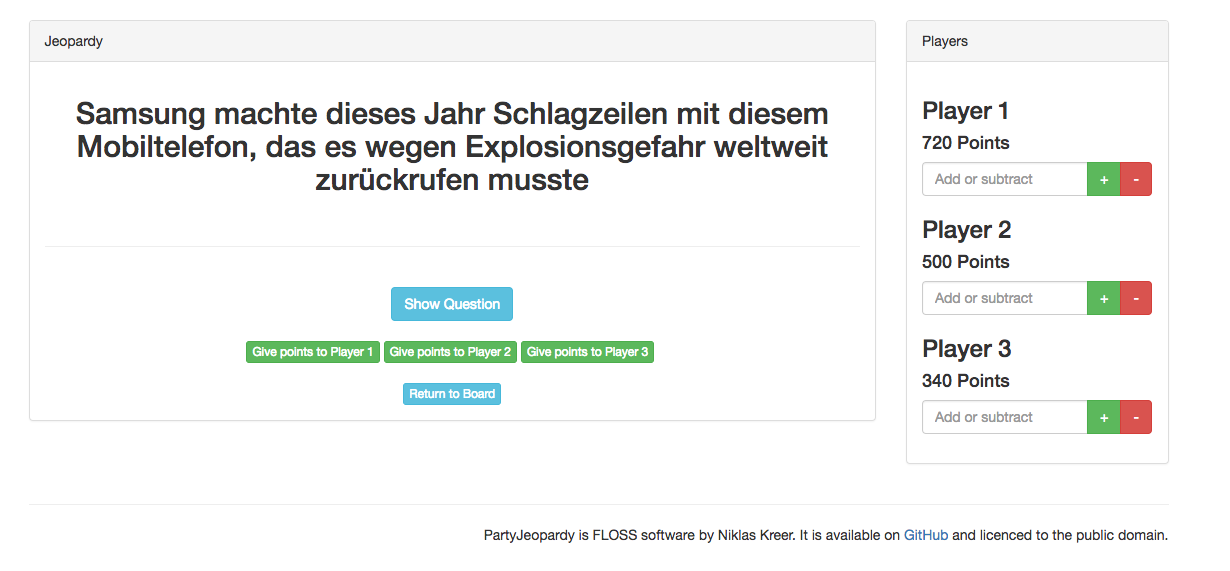 Jeopardy
Samsung machte dieses Jahr Schlagzeilen mit diesem
Mobiltelefon, das es wegen Explosionsgefahr weltweit
zurückrufen musste
Show Question
Give points to Player 1 Give points to Player 2 Give points to Player 3
Return to Board
Players
Player 1
720 Points
Add or subtract + -
Player 2
500 Points
Add or subtract + -
Player 3
340 Points
Add or subtract + -
PartyJeopardy is FLOSS software by Niklas Kreer. It is available on GitHub and licenced to the public domain.